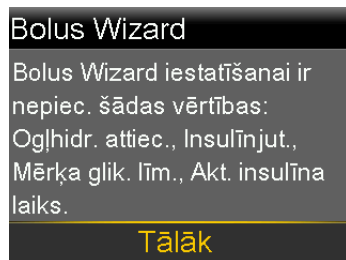 Bolus Wizard
Bolus Wizard iestatīšanai ir
nepiec. šādas vērtības:
Ogļhidr. attiec., Insulīnjut.,
Mērķa glik. līm., Akt. insulīna
laiks.
Tālāk